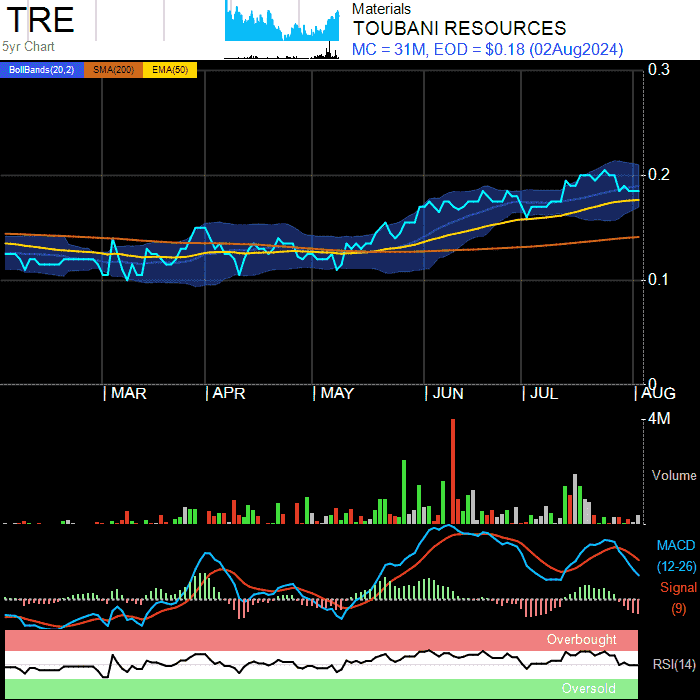 TRE
5yr Chart
Materials
TOUBANI RESOURCES
MC = 31M, EOD = $0.18 (02Aug2024)
BollBands(20,2) SMA(200) EMA(50)
0.3
0.2
0.1
0
MAR APR MAY JUN JUL AUG
4M
Volume
MACD
(12-26)
Signal
(9)
Overbought
RSI(14)
Oversold